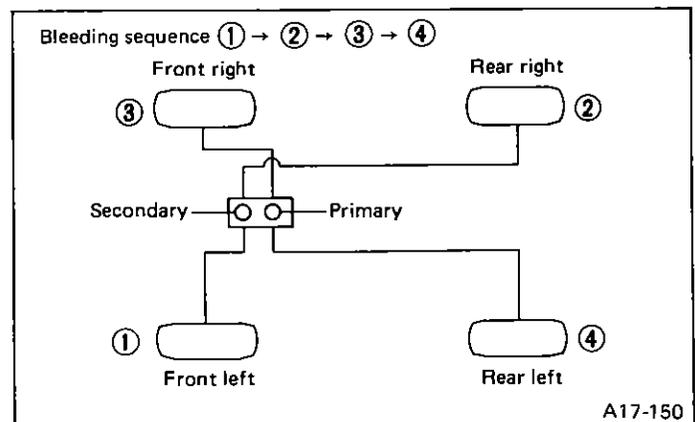 Bleeding sequence ① → ② → ③ → ④
Front right
Rear right
③
②
Secondary
Primary
①
④
Front left
Rear left
A17-150